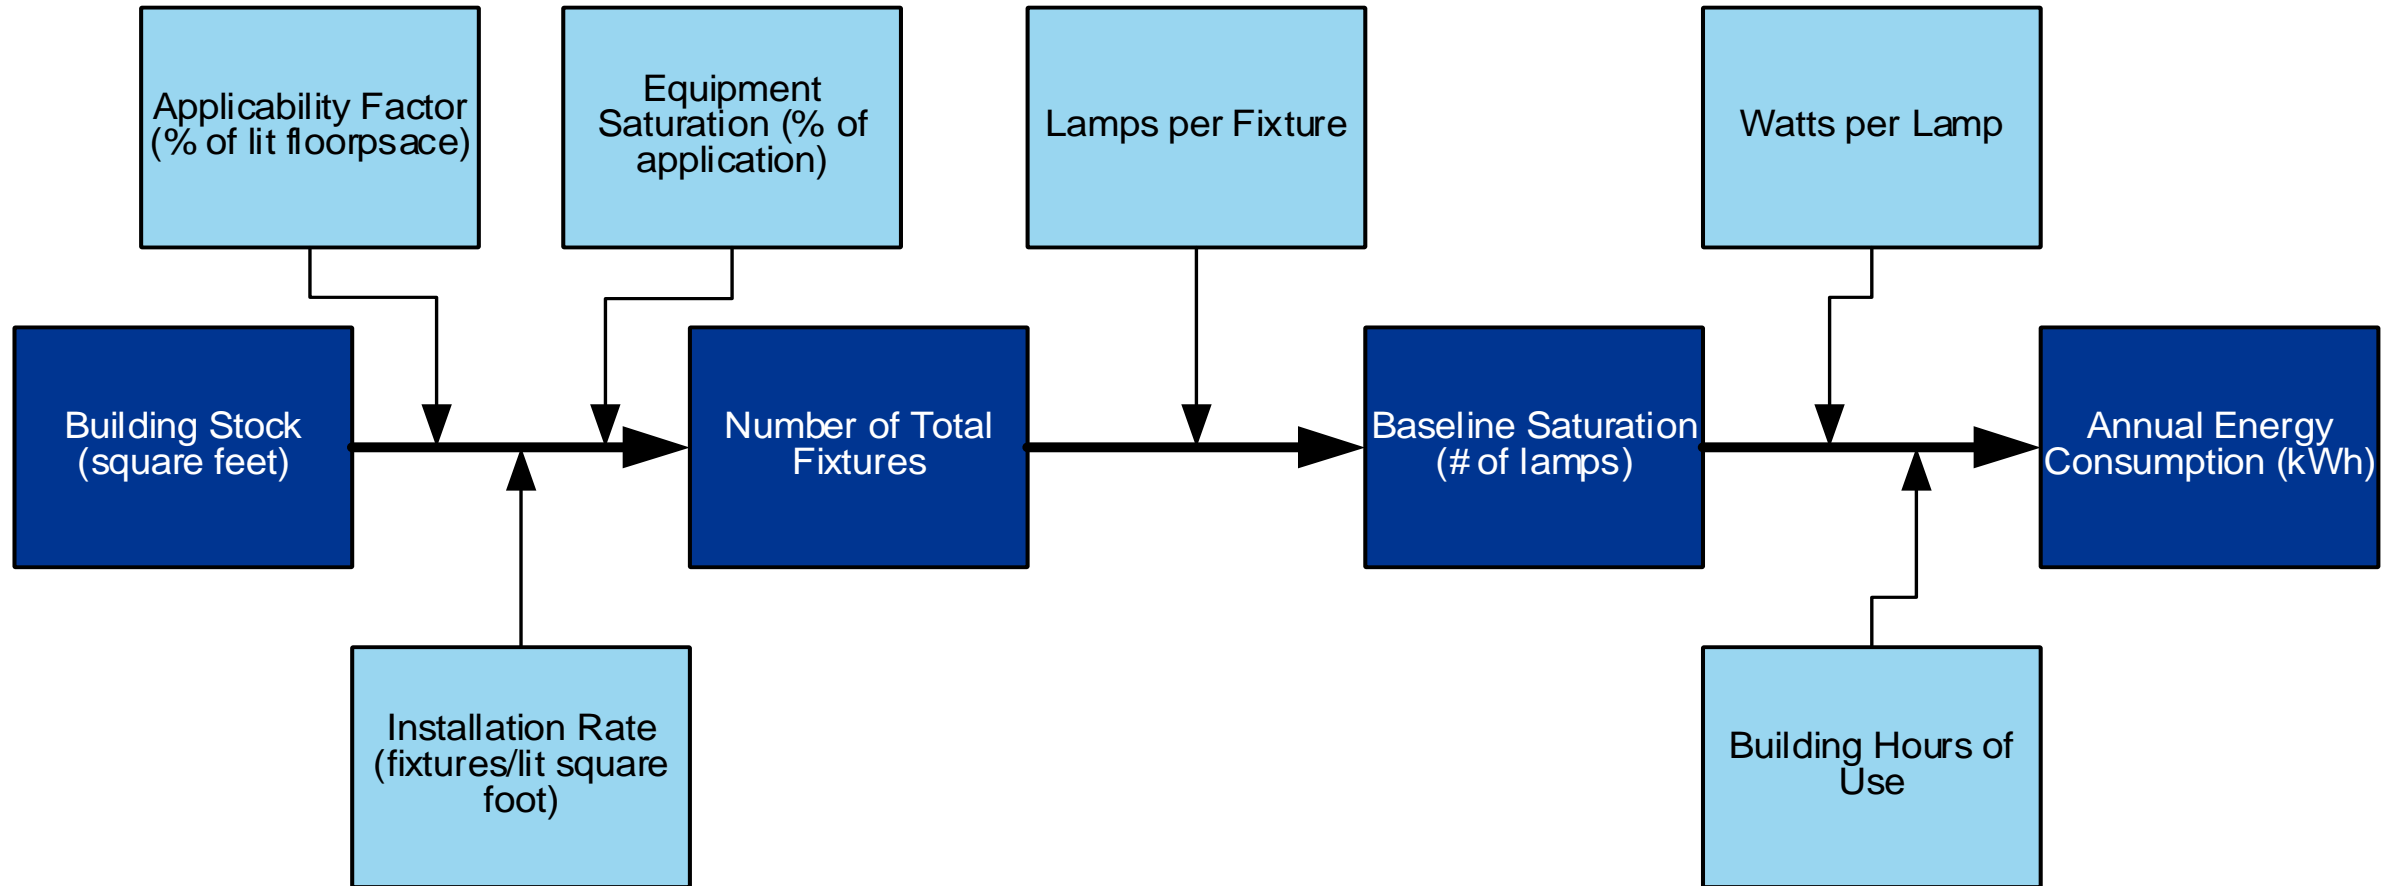 Applicability Factor
(% of lit floorpsace)
Equipment
Saturation (% of
application)
Lamps per Fixture
Watts per Lamp
Building Stock
(square feet)
Number of Total
Fixtures
Baseline Saturation
(# of lamps)
Annual Energy
Consumption (kWh)
Installation Rate
(fixtures/lit square
foot)
Building Hours of
Use